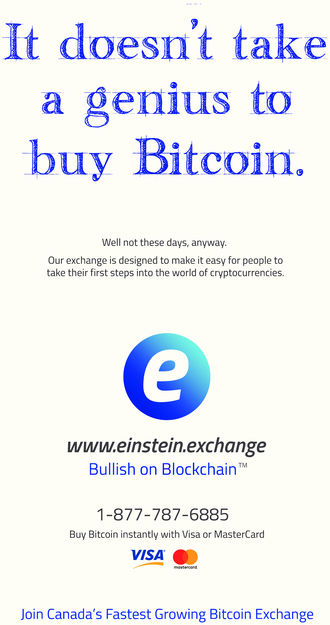 It doesn't take
a genius to
buy Bitcoin.
Well not these days, anyway.
Our exchange is designed to make it easy for people to
take their first steps into the world of cryptocurrencies.
e
www.einstein.exchange
Bullish on Blockchain™
1-877-787-6885
Buy Bitcoin instantly with Visa or MasterCard
VISA mastercard
Join Canada's Fastest Growing Bitcoin Exchange